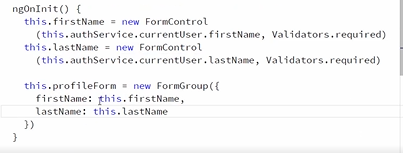 ngOnInit() {
this.firstName = new FormControl
(this.authService.currentUser.firstName, Validators.required)
this.lastName = new FormControl
(this.authService.currentUser.lastName, Validators.required)
this.profileForm = new FormGroup({
firstName: this.firstName,
lastName: this.lastName
})
}